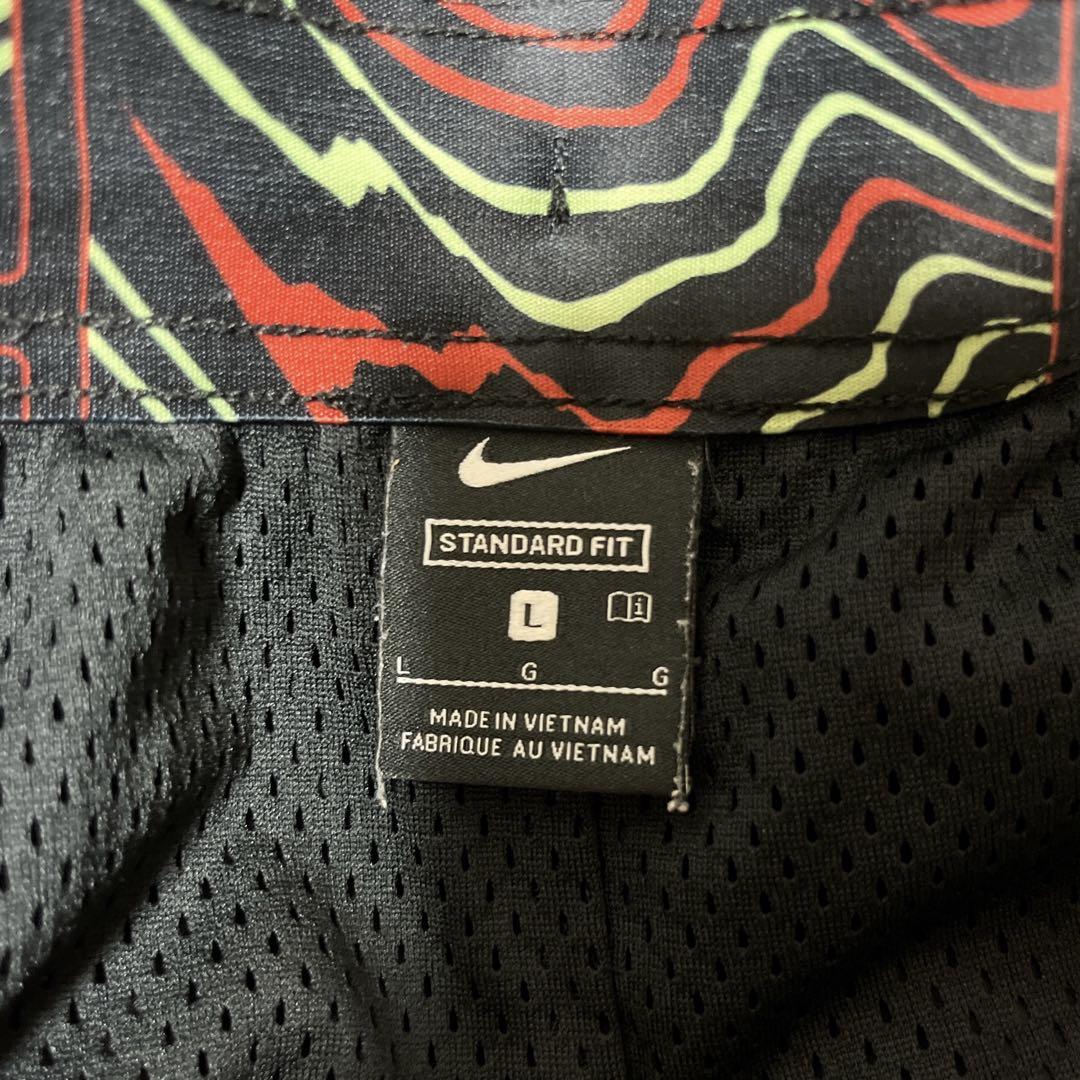 STANDARD FIT
L
L G G
MADE IN VIETNAM
FABRIQUE AU VIETNAM